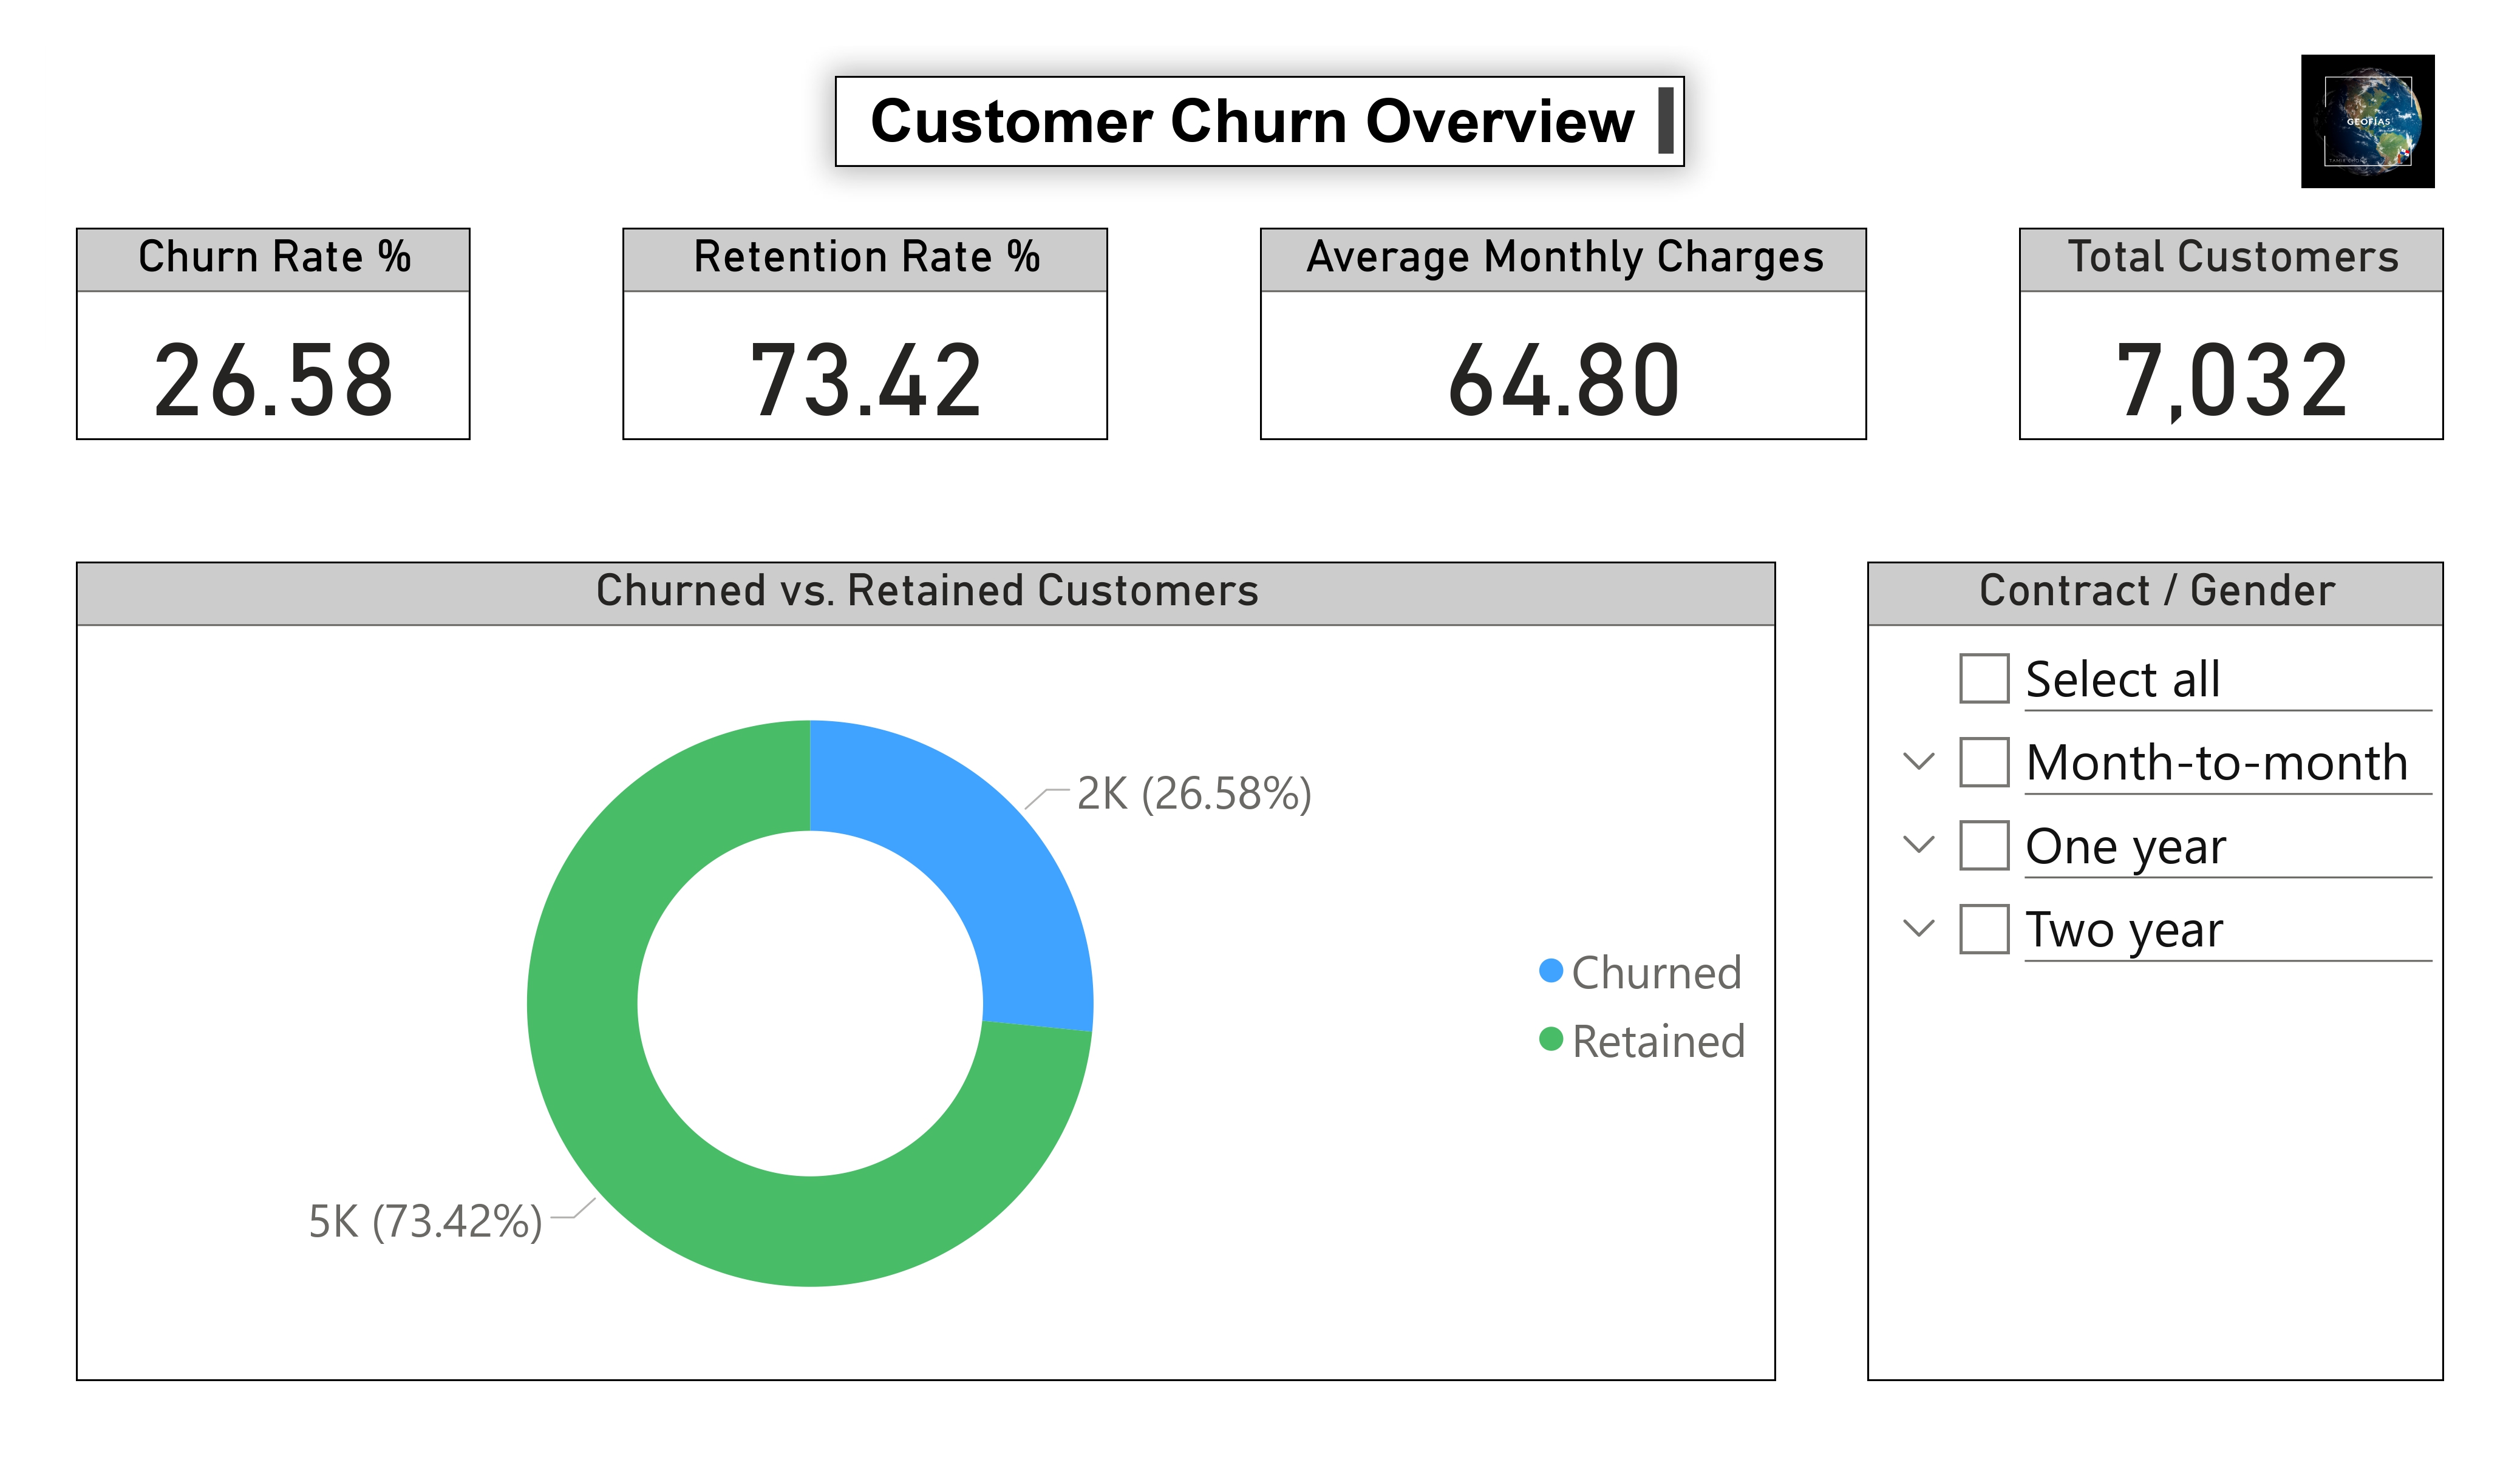 Customer Churn Overview
GEOFÍAS
Churn Rate %
26.58
Retention Rate %
73.42
Average Monthly Charges
64.80
Total Customers
7,032
Churned vs. Retained Customers
2K (26.58%)
5K (73.42%)
Churned
Retained
Contract / Gender
Select all
Month-to-month
One year
Two year